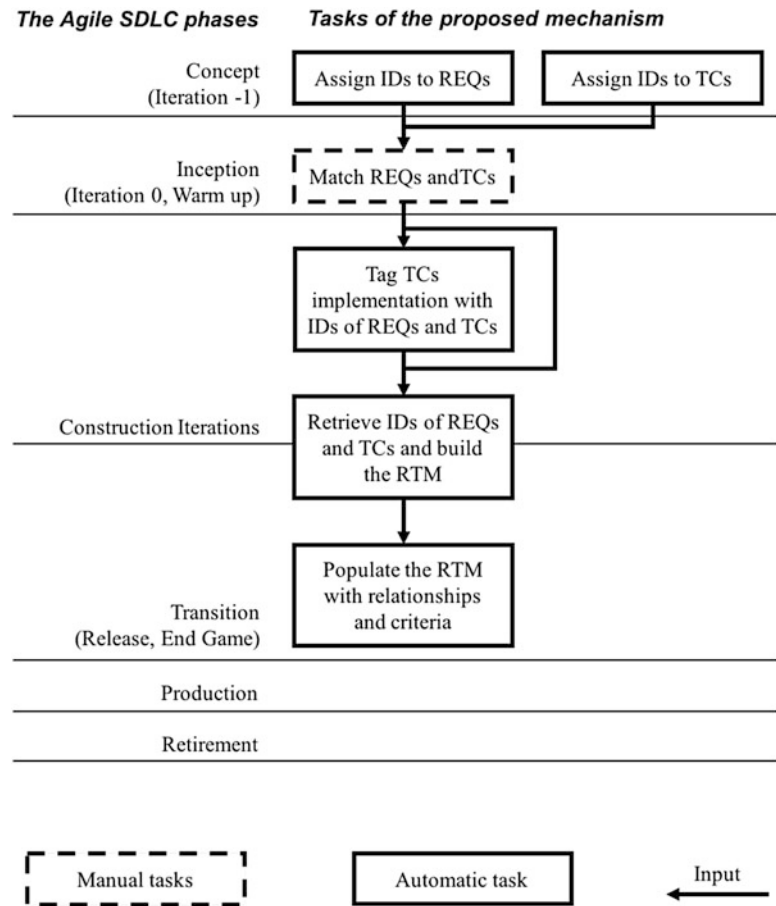 The Agile SDLC phases
Tasks of the proposed mechanism
Concept
(Iteration -1)
Assign IDs to REQs
Assign IDs to TCs
Inception
(Iteration 0, Warm up)
Match REQs andTCs
Tag TCs
implementation with
IDs of REQs and TCs
Construction Iterations
Retrieve IDs of REQs
and TCs and build
the RTM
Populate the RTM
with relationships
and criteria
Transition
(Release, End Game)
Production
Retirement
Manual tasks
Automatic task
Input